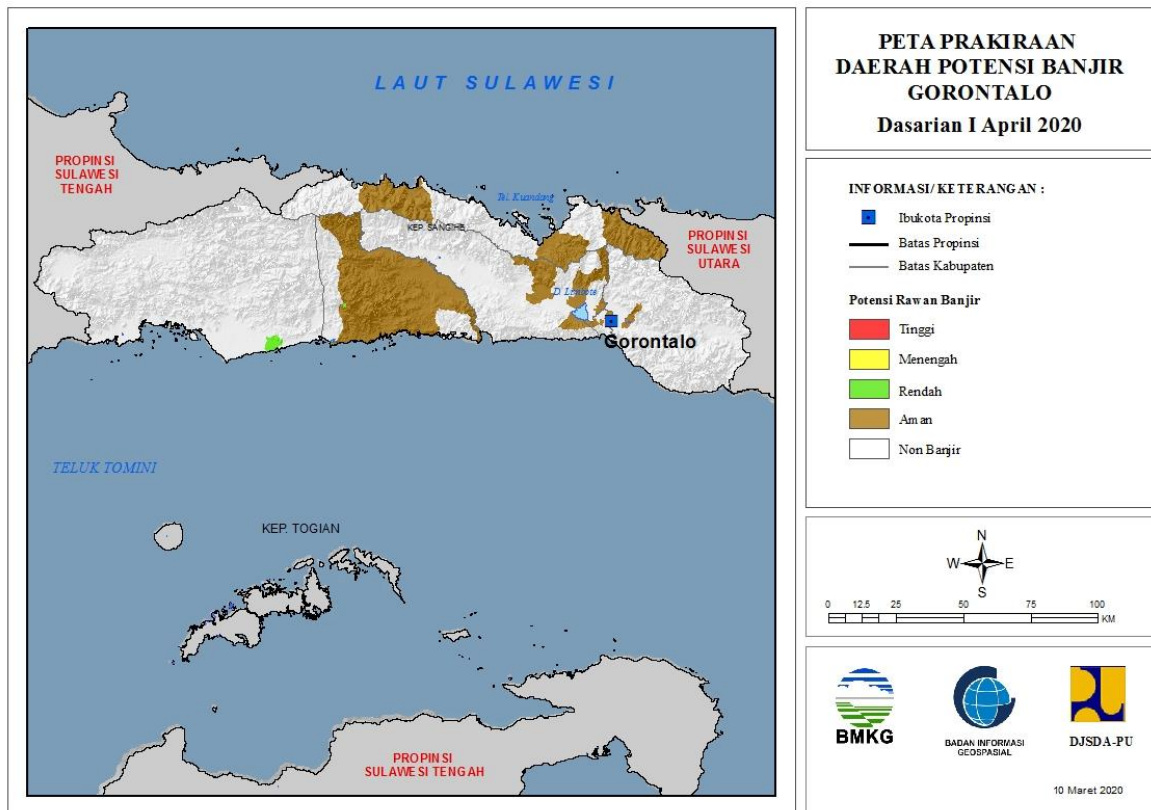 PETA PRAKIRAAN
DAERAH POTENSI BANJIR
GORONTALO
Dasarian I April 2020
LAUT SULAWESI
PROPINSI
SULAWESI
TENGAH
Tel. Kuandang
KEP. SANGIHE
PROPINSI
SULAWESI
UTARA
D. Limboto
Gorontalo
TELUK TOMINI
KEP. TOGIAN
PROPINSI
SULAWESI TENGAH
INFORMASI/ KETERANGAN :
Ibukota Propinsi
Batas Propinsi
Batas Kabupaten
Potensi Rawan Banjir
Tinggi
Menengah
Rendah
Aman
Non Banjir
N
W E
S
0 12.5 25 50 75 100
KM
BMKG
BADAN INFORMASI
GEOSPASIAL
DJSDA-PU
10 Maret 2020